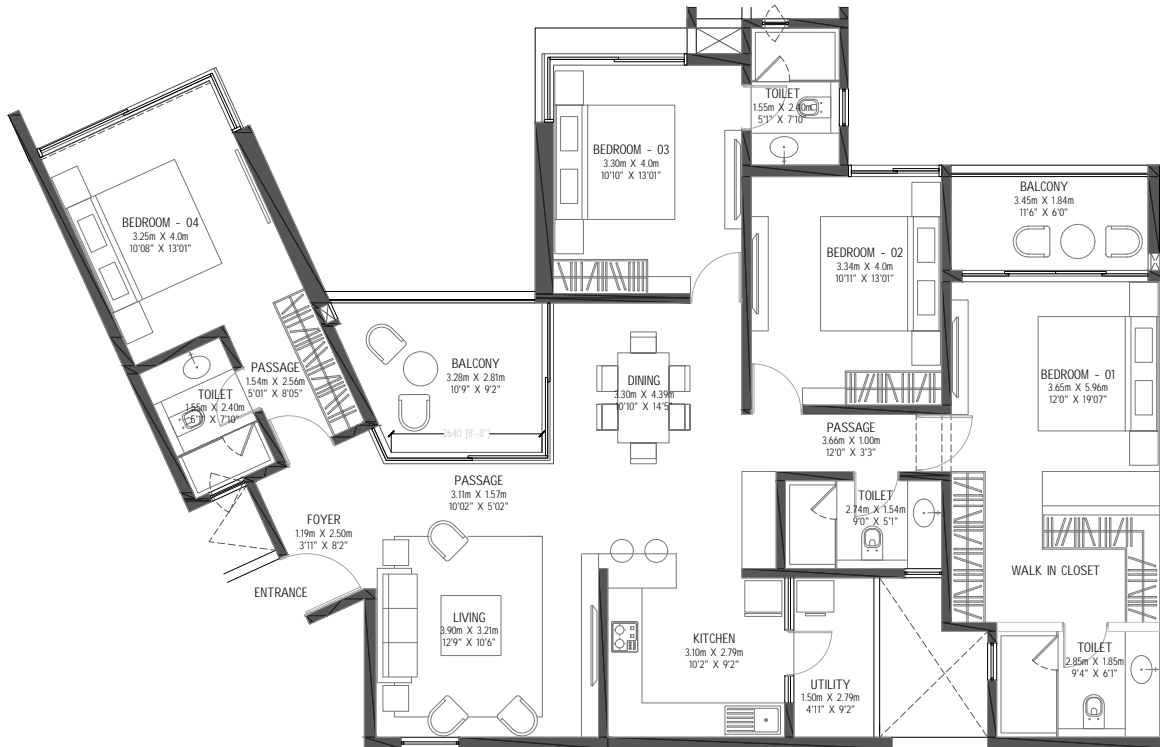 TOILET
1.55m X 2.40m
5'1" X 7'10"
BEDROOM - 03
3.30m X 4.0m
10'10" X 13'01"
BEDROOM - 04
3.25m X 4.0m
10'08" X 13'01"
BALCONY
3.45m X 1.84m
11'6" X 6'0"
BEDROOM - 02
3.34m X 4.0m
10'11" X 13'01"
PASSAGE
1.54m X 2.56m
5'01" X 8'05"
TOILET
1.55m X 2.40m
5'1" X 7'10"
BALCONY
3.28m X 2.81m
10'9" X 9'2"
2640 [8'-8"]
DINING
3.30m X 4.39m
10'10" X 14'5"
BEDROOM - 01
3.65m X 5.96m
12'0" X 19'07"
PASSAGE
3.66m X 1.00m
12'0" X 3'3"
PASSAGE
3.11m X 1.57m
10'02" X 5'02"
TOILET
2.74m X 1.54m
9'0" X 5'1"
FOYER
1.19m X 2.50m
3'11" X 8'2"
ENTRANCE
WALK IN CLOSET
LIVING
3.90m X 3.21m
12'9" X 10'6"
KITCHEN
3.10m X 2.79m
10'2" X 9'2"
UTILITY
1.50m X 2.79m
4'11" X 9'2"
TOILET
2.85m X 1.85m
9'4" X 6'1"